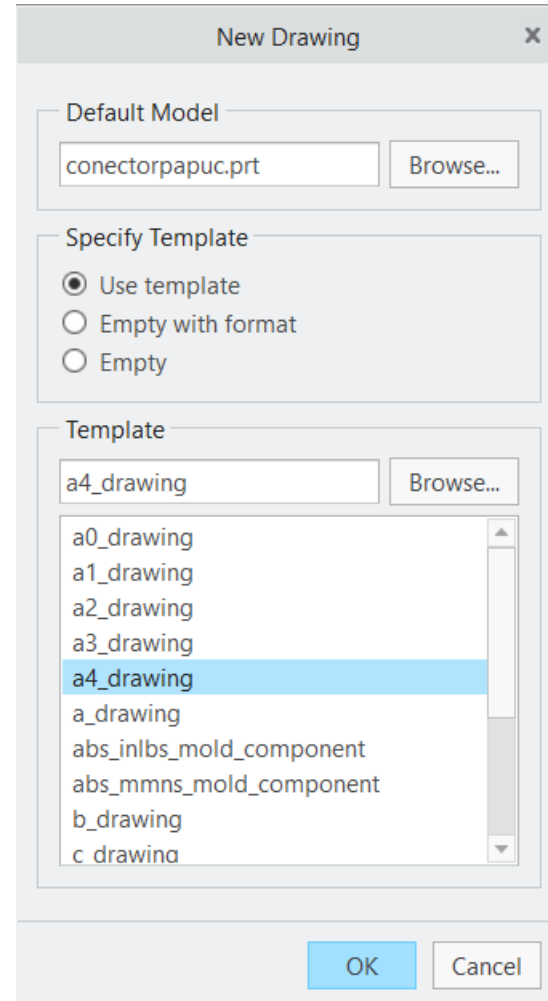 New Drawing
Default Model
conectorpapuc.prt Browse...
Specify Template
Use template
Empty with format
Empty
Template
a4_drawing Browse...
a0_drawing
a1_drawing
a2_drawing
a3_drawing
a4_drawing
a_drawing
abs_inlbs_mold_component
abs_mmns_mold_component
b_drawing
c_drawing
OK Cancel